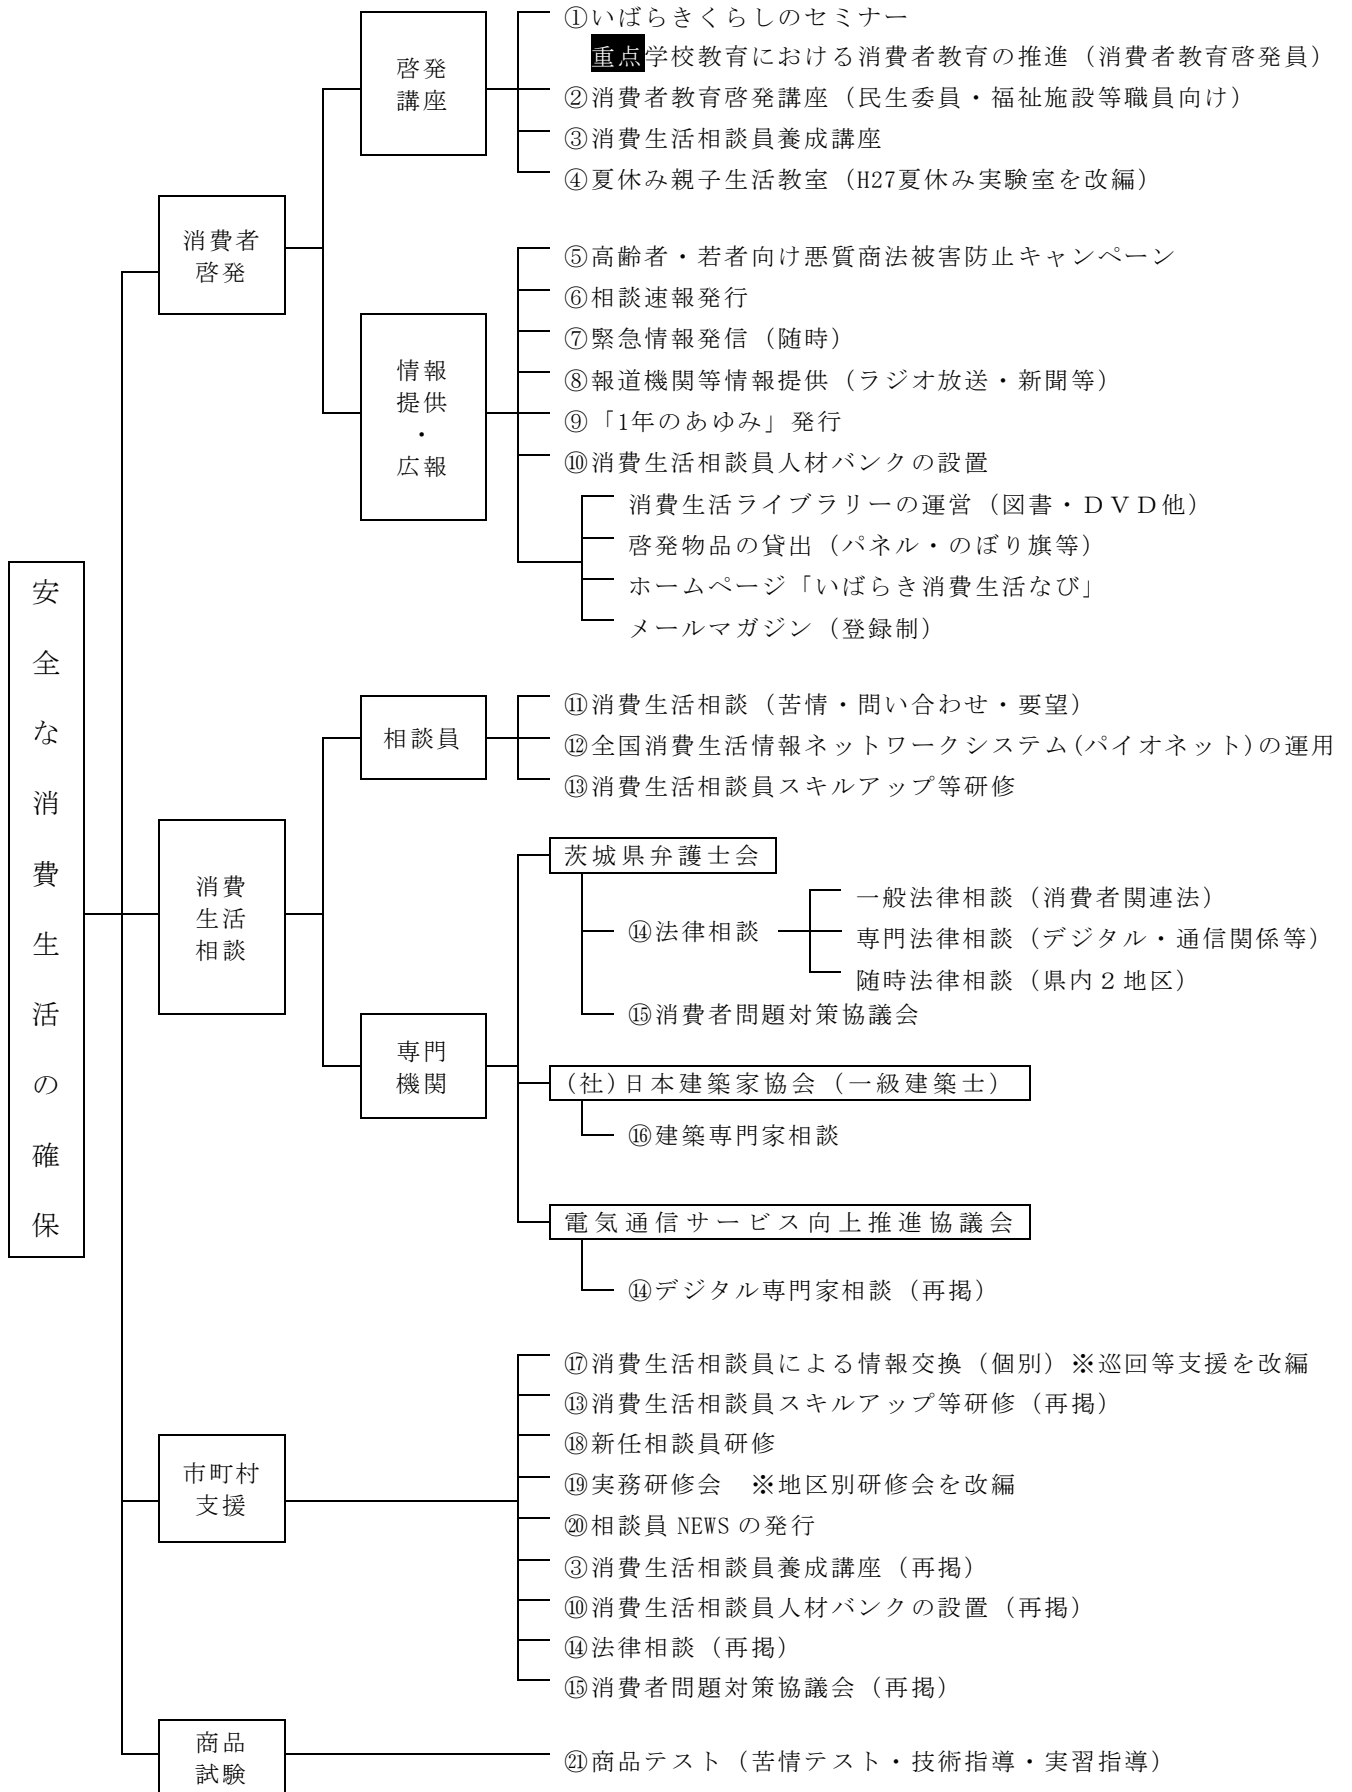 安全な消費生活の確保
消費者
啓発
啓発
講座
①いばらきくらしのセミナー
重点学校教育における消費者教育の推進（消費者教育啓発員）
②消費者教育啓発講座（民生委員・福祉施設等職員向け）
③消費生活相談員養成講座
④夏休み親子生活教室（H27夏休み実験室を改編）
情報
提供
・
広報
⑤高齢者・若者向け悪質商法被害防止キャンペーン
⑥相談速報発行
⑦緊急情報発信（随時）
⑧報道機関等情報提供（ラジオ放送・新聞等）
⑨「1年のあゆみ」発行
⑩消費生活相談員人材バンクの設置
消費生活ライブラリーの運営（図書・ＤＶＤ他）
啓発物品の貸出（パネル・のぼり旗等）
ホームページ「いばらき消費生活なび」
メールマガジン（登録制）
消費
生活
相談
相談員
⑪消費生活相談（苦情・問い合わせ・要望）
⑫全国消費生活情報ネットワークシステム(パイオネット)の運用
⑬消費生活相談員スキルアップ等研修
専門
機関
茨城県弁護士会
⑭法律相談
一般法律相談（消費者関連法）
専門法律相談（デジタル・通信関係等）
随時法律相談（県内２地区）
⑮消費者問題対策協議会
(社)日本建築家協会（一級建築士）
⑯建築専門家相談
電気通信サービス向上推進協議会
⑭デジタル専門家相談（再掲）
市町村
支援
⑰消費生活相談員による情報交換（個別）※巡回等支援を改編
⑬消費生活相談員スキルアップ等研修（再掲）
⑱新任相談員研修
⑲実務研修会　※地区別研修会を改編
⑳相談員 NEWS の発行
③消費生活相談員養成講座（再掲）
⑩消費生活相談員人材バンクの設置（再掲）
⑭法律相談（再掲）
⑮消費者問題対策協議会（再掲）
商品
試験
㉑商品テスト（苦情テスト・技術指導・実習指導）